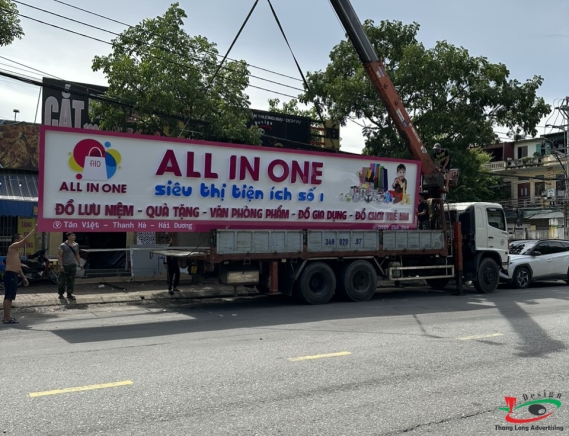 CẮT
ALL IN ONE
AIO
ALL IN ONE
siêu thị tiện ích số 1
ĐỒ LƯU NIỆM - QUÀ TẶNG - VĂN PHÒNG PHẨM - ĐỒ GIA DỤNG - ĐỒ CHƠI TRẺ EM
Tân Việt - Thanh Hà - Hải Dương
Design
Thang Long Advertising